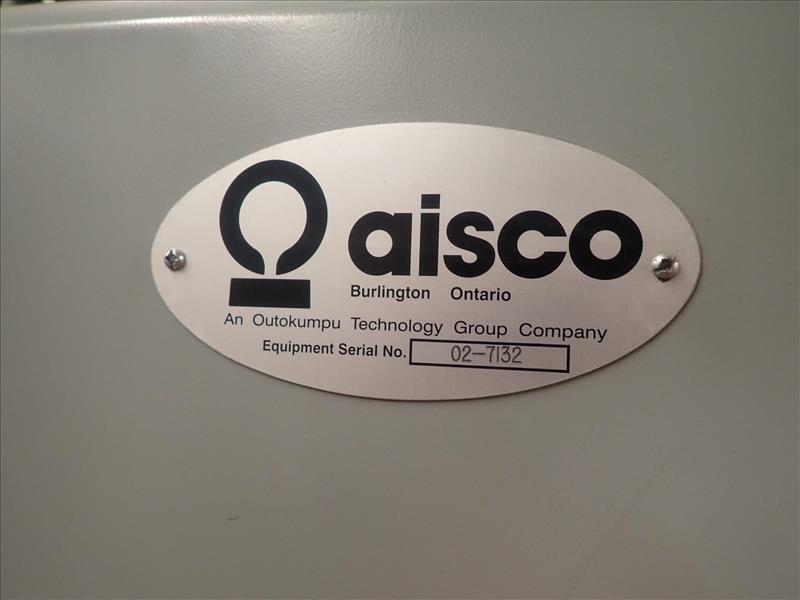 aisco
Burlington Ontario
An Outokumpu Technology Group Company
Equipment Serial No. 02-7132